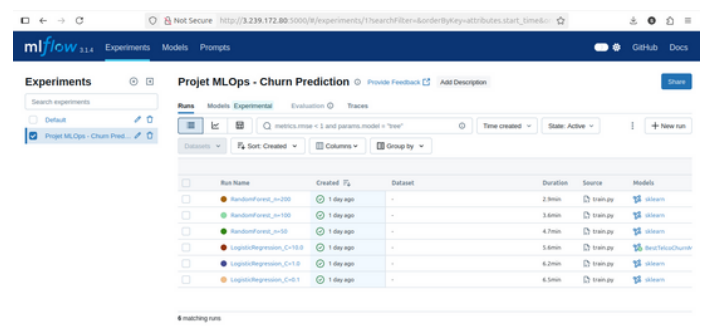 Not Secure http://3.239.172.80:5000/#/experiments/1?searchFilter=&orderByKey=attributes.start_time&o
mlflow 3.1.4 Experiments Models Prompts GitHub Docs
Experiments
Search experiments
Default
Projet MLOps - Churn Pred...
Projet MLOps - Churn Prediction Provide Feedback Add Description Share
Runs Models Experimental Evaluation Traces
metrics.rmse < 1 and params.model = "tree" Time created State: Active + New run
Datasets Sort: Created Columns Group by
Run Name Created Dataset Duration Source Models
RandomForest_n=200 1 day ago - 2.9min train.py sklearn
RandomForest_n=100 1 day ago - 3.6min train.py sklearn
RandomForest_n=50 1 day ago - 4.7min train.py sklearn
LogisticRegression_C=10.0 1 day ago - 5.6min train.py BestTelcoChurnM
LogisticRegression_C=1.0 1 day ago - 6.2min train.py sklearn
LogisticRegression_C=0.1 1 day ago - 6.5min train.py sklearn
6 matching runs